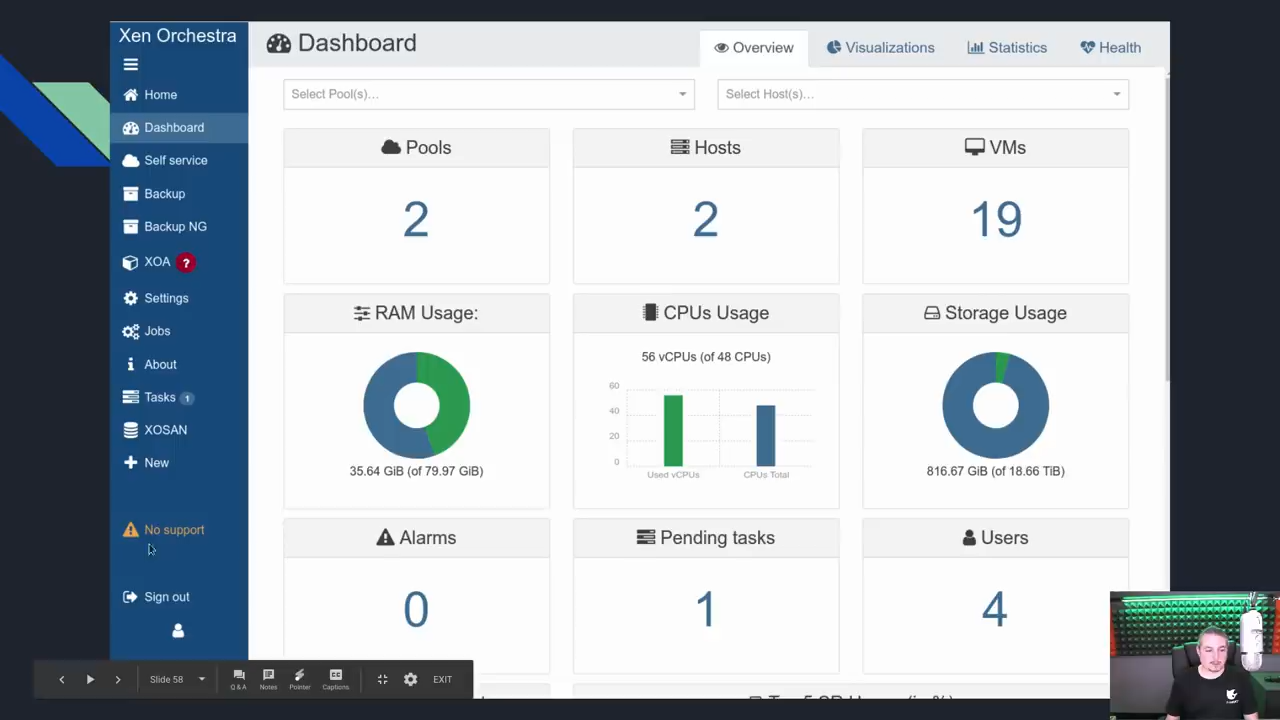 Xen Orchestra
Home
Dashboard
Self service
Backup
Backup NG
XOA ?
Settings
Jobs
About
Tasks 1
XOSAN
New
No support
Sign out
Dashboard
Overview
Visualizations
Statistics
Health
Select Pool(s)...
Select Host(s)...
Pools
2
Hosts
2
VMs
19
RAM Usage:
35.64 GiB (of 79.97 GiB)
CPUs Usage
56 vCPUs (of 48 CPUs)
60
40
20
0
Used vCPUs
CPUs Total
Storage Usage
816.67 GiB (of 18.66 TiB)
Alarms
0
Pending tasks
1
Users
4
Slide 58
Q & A
Notes
Pointer
Captions
EXIT